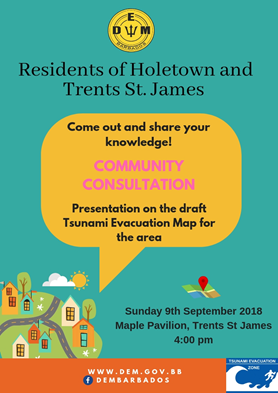 D E M
BARBADOS
Residents of Holetown and
Trents St. James
Come out and share your
knowledge!
COMMUNITY
CONSULTATION
Presentation on the draft
Tsunami Evacuation Map for
the area
Sunday 9th September 2018
Maple Pavilion, Trents St James
4:00 pm
WWW.DEM.GOV.BB
DEMBARBADOS
TSUNAMI EVACUATION
ZONE